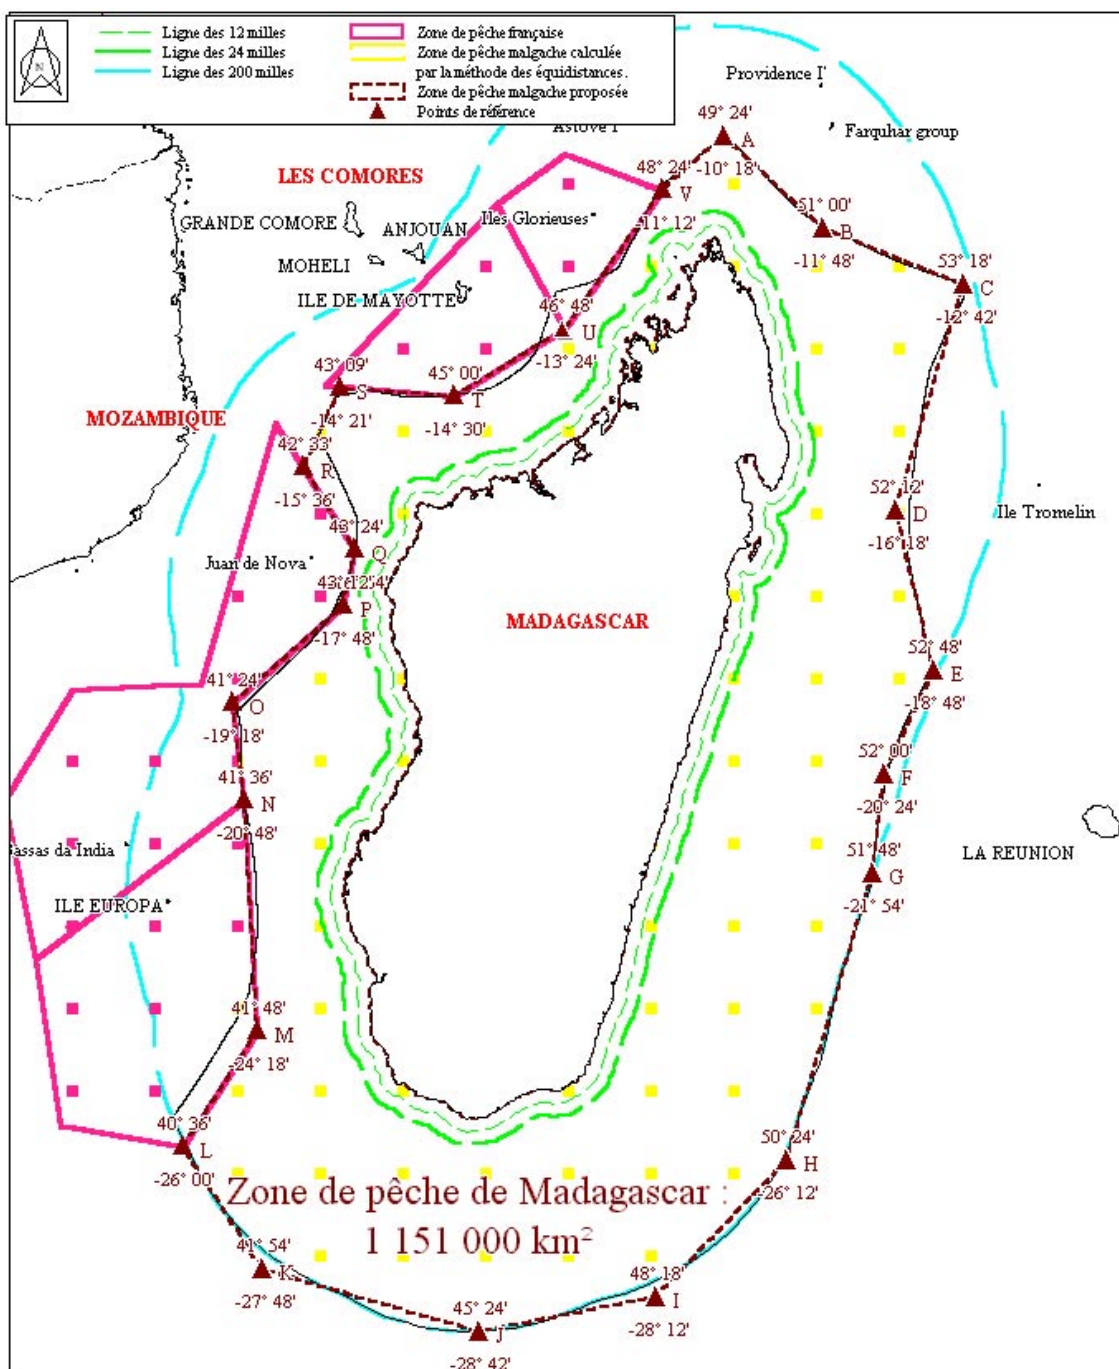 Ligne des 12 milles
Ligne des 24 milles
Ligne des 200 milles
Zone de pêche française
Zone de pêche malgache calculée
par la méthode des équidistances.
Zone de pêche malgache proposée
Points de référence
N
Providence I
Astove I
Farquhar group
49° 24'
A
-10° 18'
48° 24'
V
-11° 12'
LES COMORES
GRANDE COMORE
ANJOUAN
Iles Glorieuses
51° 00'
B
-11° 48'
MOHELI
ILE DE MAYOTTE
53° 18'
C
-12° 42'
46° 48'
U
-13° 24'
43° 09'
S
-14° 21'
45° 00'
T
-14° 30'
MOZAMBIQUE
42° 33'
R
-15° 36'
52° 12'
D
-16° 18'
Ile Tromelin
43° 24'
Q
Juan de Nova
43° 12'
P
-17° 48'
MADAGASCAR
52° 48'
E
-18° 48'
41° 24'
O
-19° 18'
52° 00'
F
-20° 24'
41° 36'
N
-20° 48'
51° 48'
G
-21° 54'
assas da India
LA REUNION
ILE EUROPA
41° 48'
M
-24° 18'
40° 36'
L
-26° 00'
50° 24'
H
-26° 12'
Zone de pêche de Madagascar :
1 151 000 km²
41° 54'
K
-27° 48'
48° 18'
I
-28° 12'
45° 24'
J
-28° 42'